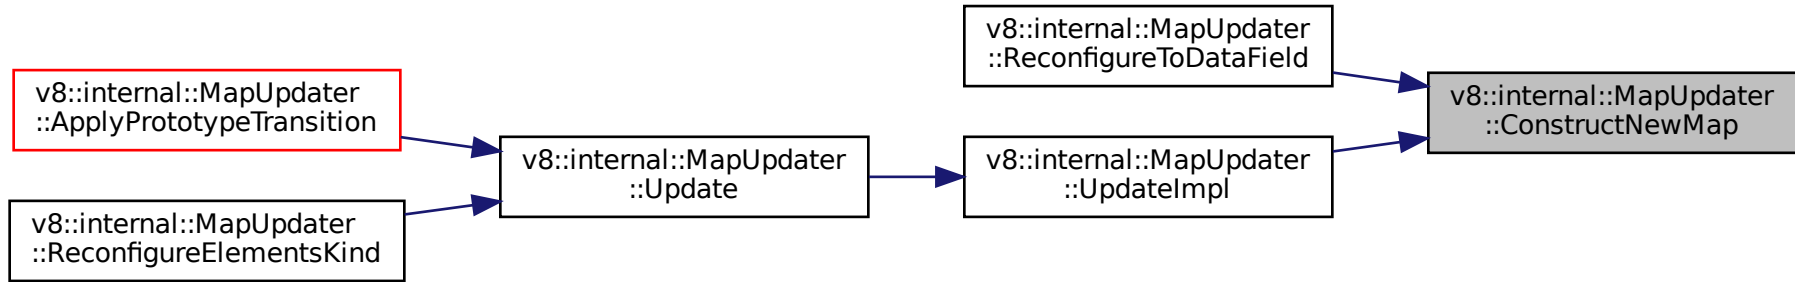 v8::internal::MapUpdater
::ApplyPrototypeTransition
v8::internal::MapUpdater
::ReconfigureElementsKind
v8::internal::MapUpdater
::Update
v8::internal::MapUpdater
::ReconfigureToDataField
v8::internal::MapUpdater
::UpdateImpl
v8::internal::MapUpdater
::ConstructNewMap